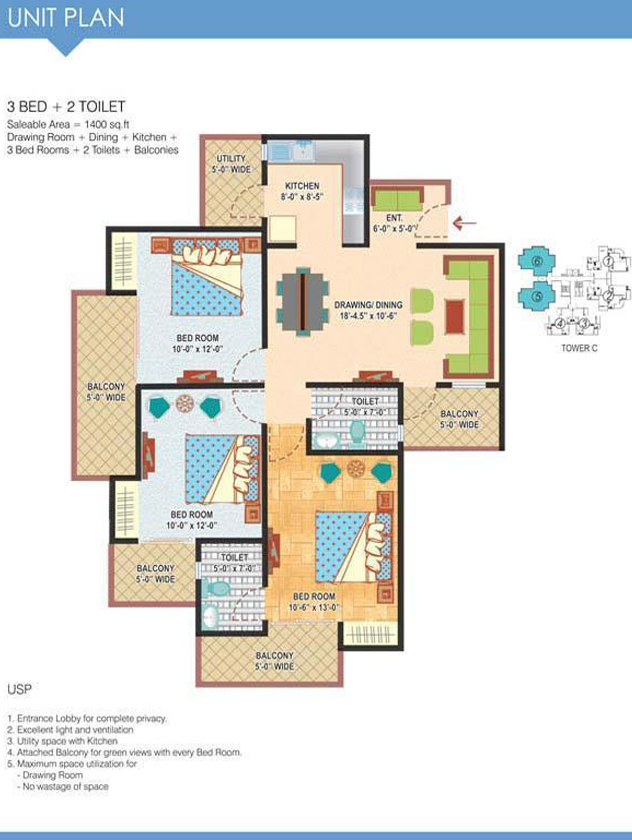 UNIT PLAN
3 BED + 2 TOILET
Saleable Area = 1400 sq.ft
Drawing Room + Dining + Kitchen +
3 Bed Rooms + 2 Toilets + Balconies
UTILITY
5'-0" WIDE
KITCHEN
8'-0" x 8'-5"
ENT.
6'-0" x 5'-0"
DRAWING/ DINING
18'-4.5" x 10'-6"
BED ROOM
10'-0" x 12'-0"
BALCONY
5'-0" WIDE
TOILET
5'-0" x 7'-0"
BALCONY
5'-0" WIDE
BED ROOM
10'-0" x 12'-0"
TOILET
5'-0" x 7'-0"
BALCONY
5'-0" WIDE
BED ROOM
10'-6" x 13'-0"
BALCONY
5'-0" WIDE
6
1
5
2
4
3
TOWER C
USP
1. Entrance Lobby for complete privacy.
2. Excellent light and ventilation
3. Utility space with Kitchen
4. Attached Balcony for green views with every Bed Room.
5. Maximum space utilization for
- Drawing Room
- No wastage of space